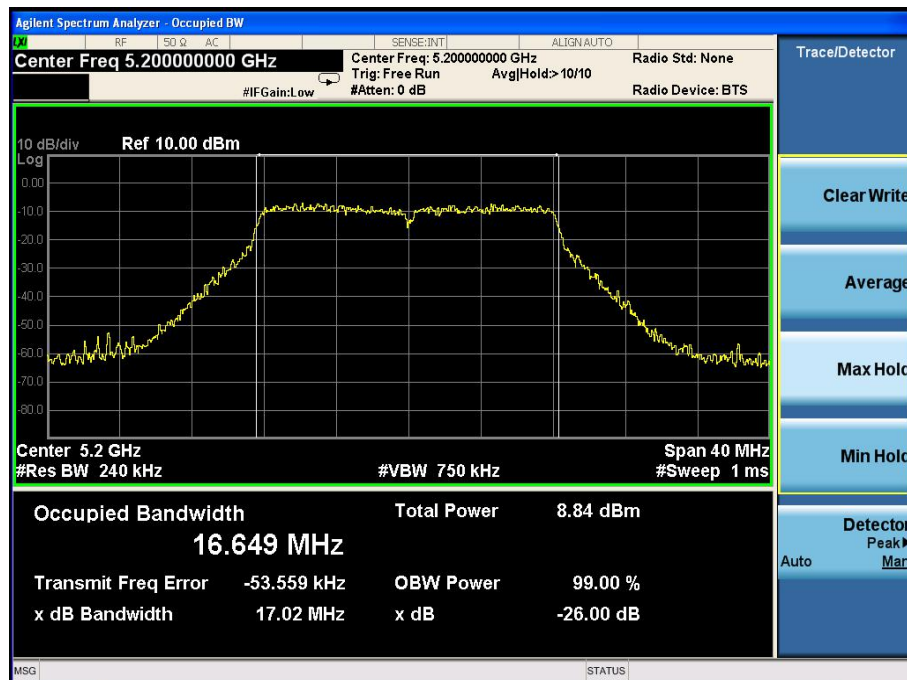 Agilent Spectrum Analyzer - Occupied BW
LXI RF 50 Ω AC SENSE:INT ALIGN AUTO
Center Freq 5.200000000 GHz
Center Freq: 5.200000000 GHz
Radio Std: None
Trig: Free Run Avg|Hold:> 10/10
#IFGain:Low
#Atten: 0 dB
Radio Device: BTS
Trace/Detector
10 dB/div Ref 10.00 dBm
Log
0.00
-10.0
-20.0
-30.0
-40.0
-50.0
-60.0
-70.0
-80.0
Center 5.2 GHz
Span 40 MHz
#Res BW 240 kHz
#VBW 750 kHz
#Sweep 1 ms
Clear Write
Average
Max Hold
Min Hold
Detector
Peak
Auto Man
Occupied Bandwidth
16.649 MHz
Total Power 8.84 dBm
Transmit Freq Error -53.559 kHz
OBW Power 99.00 %
x dB Bandwidth 17.02 MHz
x dB -26.00 dB
MSG
STATUS